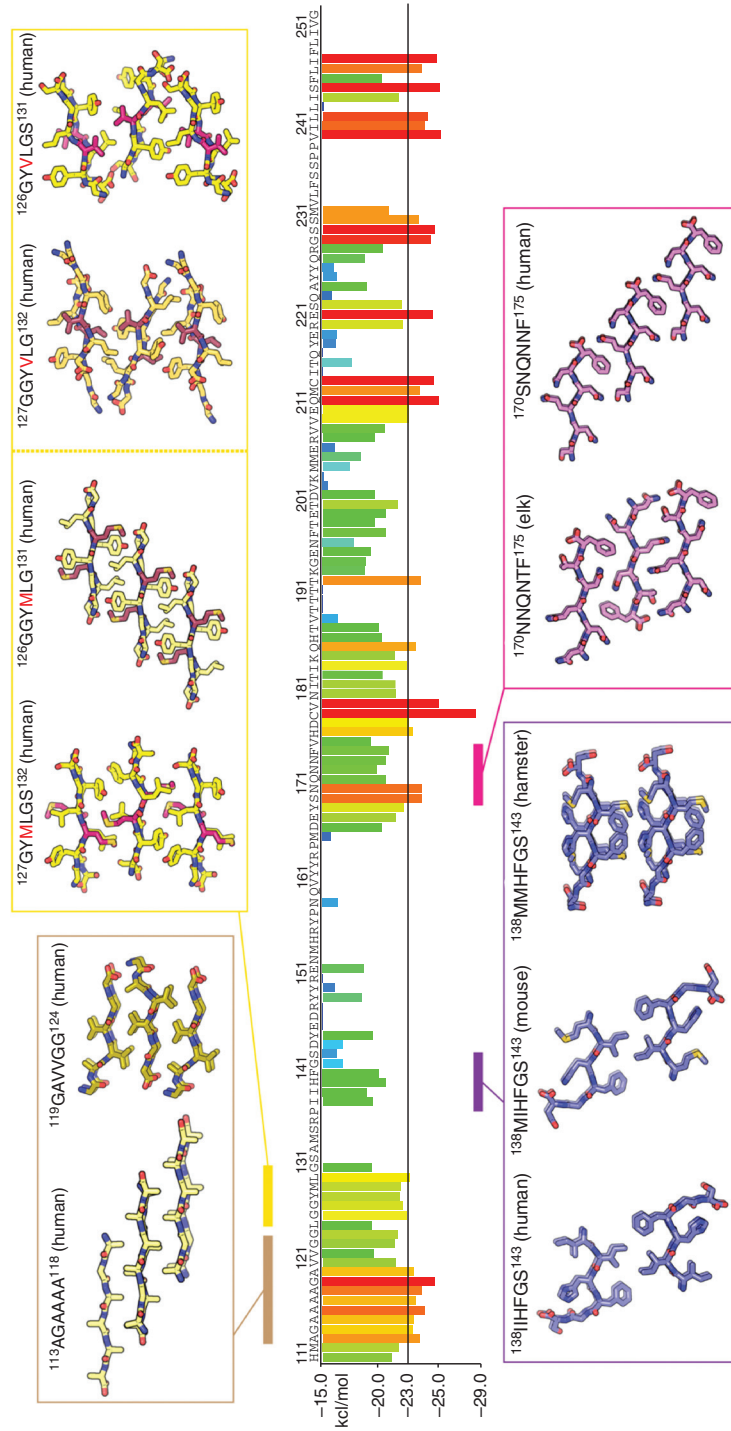 ¹¹³AGAAAA¹¹⁸ (human)
¹¹⁹GAVVGG¹²⁴ (human)
¹²⁷GYMLGS¹³² (human)
¹²⁶GGYMLG¹³¹ (human)
¹²⁷GGYVLG¹³² (human)
¹²⁶GYVLGS¹³¹ (human)
111 121 131 141 151 161 171 181 191 201 211 221 231 241 251
HMAGAAAAGAVVGGLGGYMLGSAMSRPIIHFGSDYEDRYYRENMHRYPNQVYYRPMDEYSNQNNFVHDCVNITIKQHTVTTTTKGENFTETDVKMMERVVEQMCITQYERESQAYYQRGSSMVLFSSPPVILLISFLIFLIVG
−15.0
kcl/mol
−20.0
−23.0
−25.0
−29.0
¹³⁸IIHFGS¹⁴³ (human)
¹³⁸MIHFGS¹⁴³ (mouse)
¹³⁸MMHFGS¹⁴³ (hamster)
¹⁷⁰NNQNTF¹⁷⁵ (elk)
¹⁷⁰SNQNNF¹⁷⁵ (human)